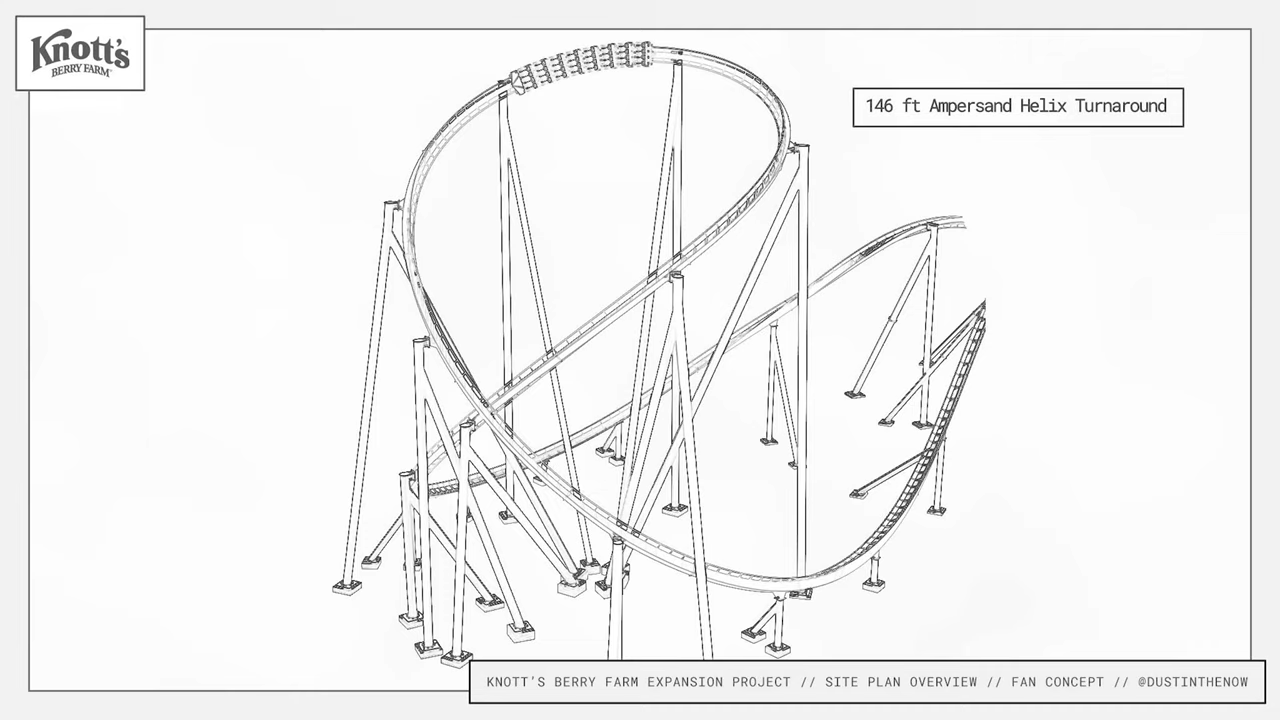 Knott's
BERRY FARM
146 ft Ampersand Helix Turnaround
KNOTT'S BERRY FARM EXPANSION PROJECT // SITE PLAN OVERVIEW // FAN CONCEPT // @DUSTINTHENOW